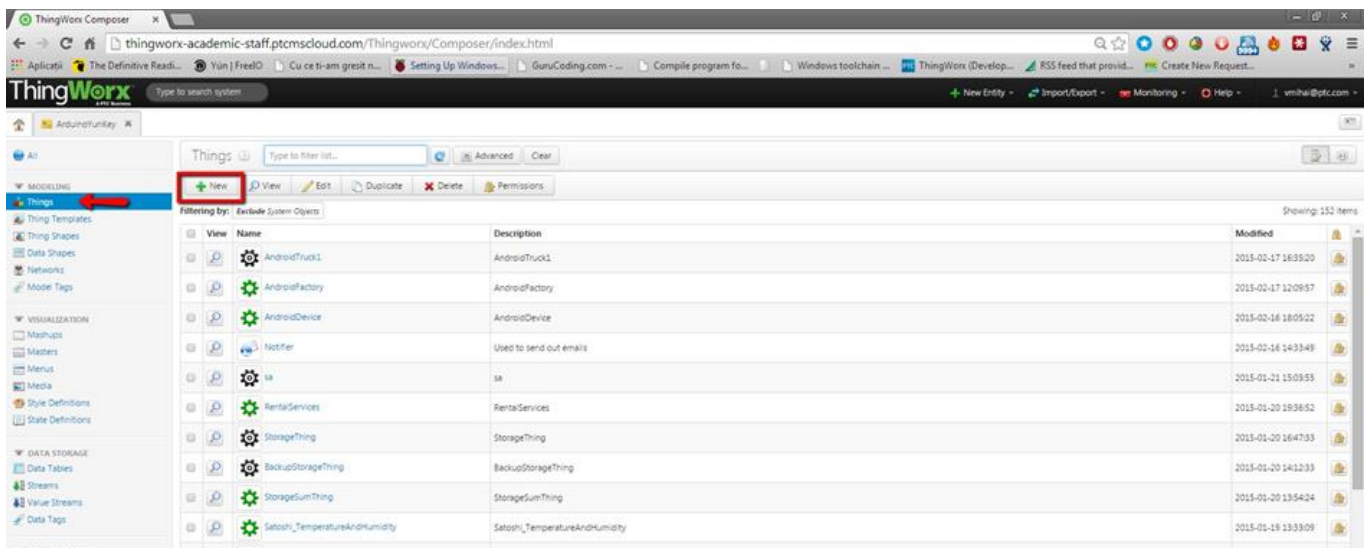 ThingWorx Composer
thingworx-academic-staff.ptcmscloud.com/Thingworx/Composer/index.html
Aplicații The Definitive Readi... Yún | FreeIO Cu ce ti-am gresit n... Setting Up Windows... GuruCoding.com - ... Compile program fo... Windows toolchain ... ThingWorx (Develop... RSS feed that provid... Create New Request... »
ThingWorx Type to search system New Entity Import/Export Monitoring Help vmihai@ptc.com
A PTC Business
ArduinoYunKey
All Things Type to filter list... Advanced Clear
MODELING New View Edit Duplicate Delete Permissions
Things
Filtering by: Exclude System Objects Showing: 152 items
Thing Templates
Thing Shapes
Data Shapes
Networks
Model Tags
VISUALIZATION
Mashups
Masters
Menus
Media
Style Definitions
State Definitions
DATA STORAGE
Data Tables
Streams
Value Streams
Data Tags
View Name Description Modified
AndroidTruck1 AndroidTruck1 2015-02-17 16:35:20
AndroidFactory AndroidFactory 2015-02-17 12:09:57
AndroidDevice AndroidDevice 2015-02-16 18:05:22
Notifier Used to send out emails 2015-02-16 14:33:49
sa sa 2015-01-21 15:03:55
RentalServices RentalServices 2015-01-20 19:36:52
StorageThing StorageThing 2015-01-20 16:47:33
BackupStorageThing BackupStorageThing 2015-01-20 14:12:33
StorageSumThing StorageSumThing 2015-01-20 13:54:24
Satoshi_TemperatureAndHumidity Satoshi_TemperatureAndHumidity 2015-01-19 13:33:09